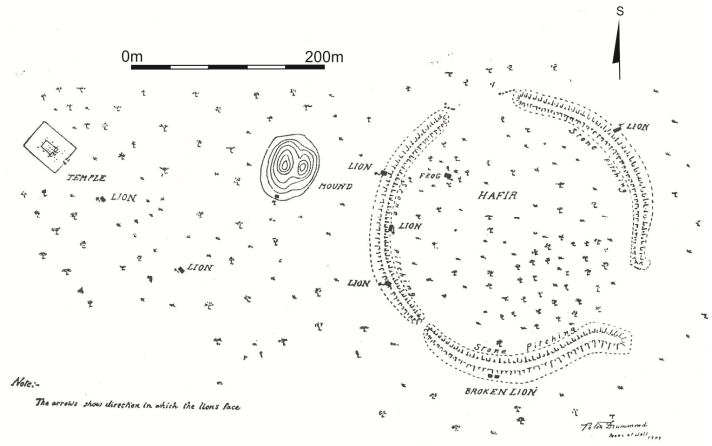 S
0m 200m
LION
Stone Pitching
TEMPLE
LION
MOUND
LION
FROG
HAFIR
Stone Pitching
LION
LION
LION
Stone Pitching
BROKEN LION
Note:-
The arrows show direction in which the lions face